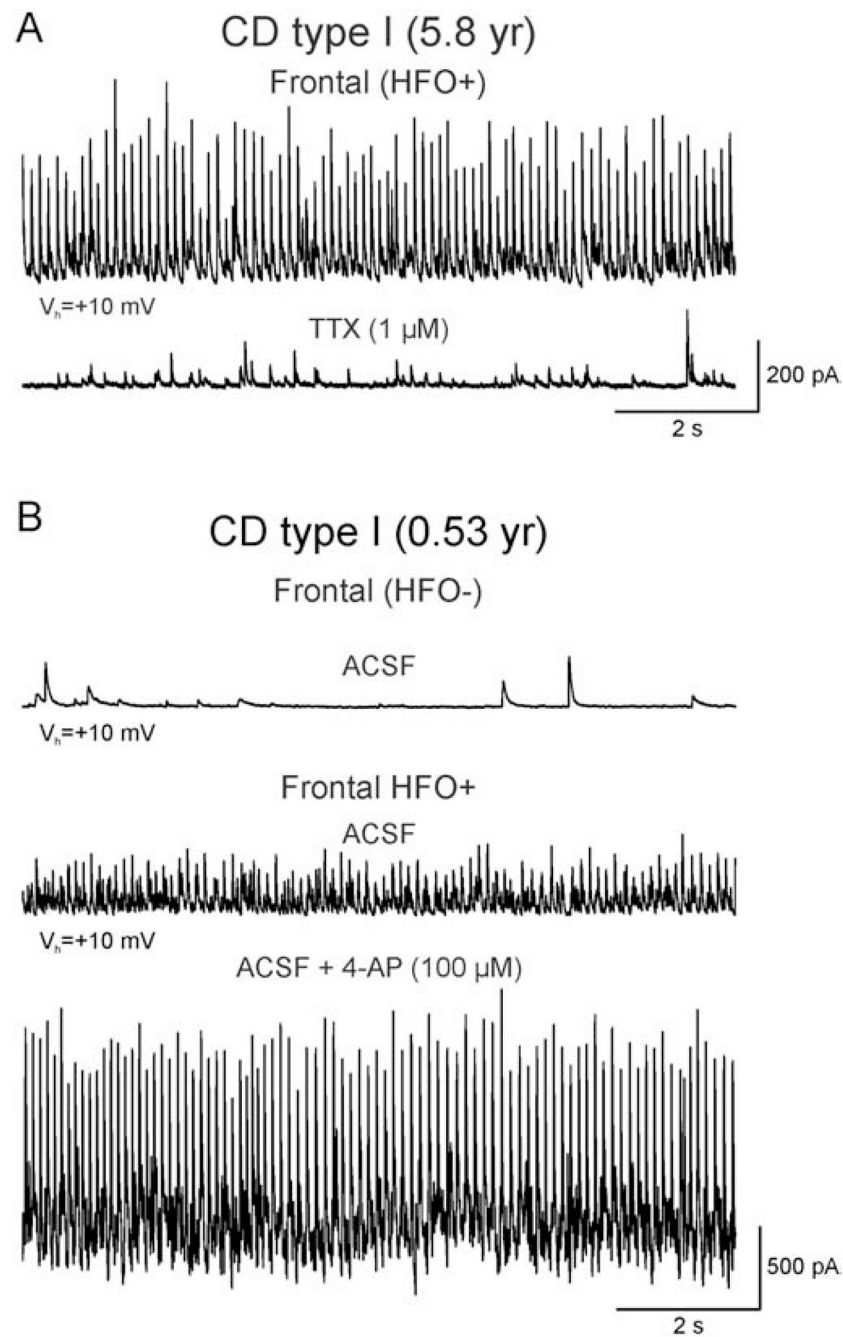 A
CD type I (5.8 yr)
Frontal (HFO+)
Vₕ=+10 mV
TTX (1 µM)
200 pA
2 s
B
CD type I (0.53 yr)
Frontal (HFO-)
ACSF
Vₕ=+10 mV
Frontal HFO+
ACSF
Vₕ=+10 mV
ACSF + 4-AP (100 µM)
500 pA
2 s